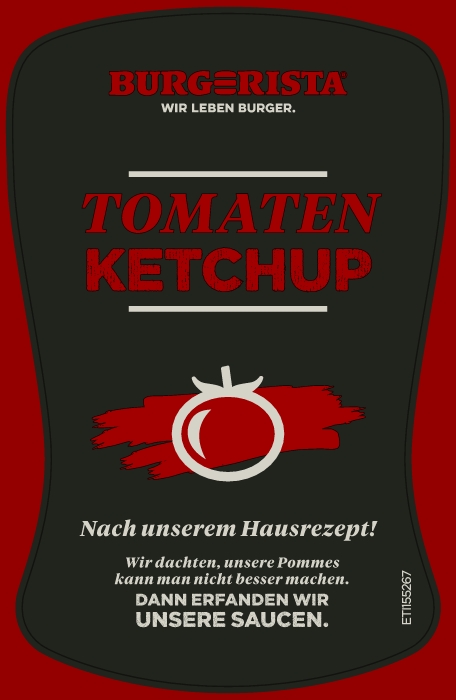 BURGERISTA
WIR LEBEN BURGER.
TOMATEN
KETCHUP
Nach unserem Hausrezept!
Wir dachten, unsere Pommes
kann man nicht besser machen.
DANN ERFANDEN WIR
UNSERE SAUCEN.
ETI155267